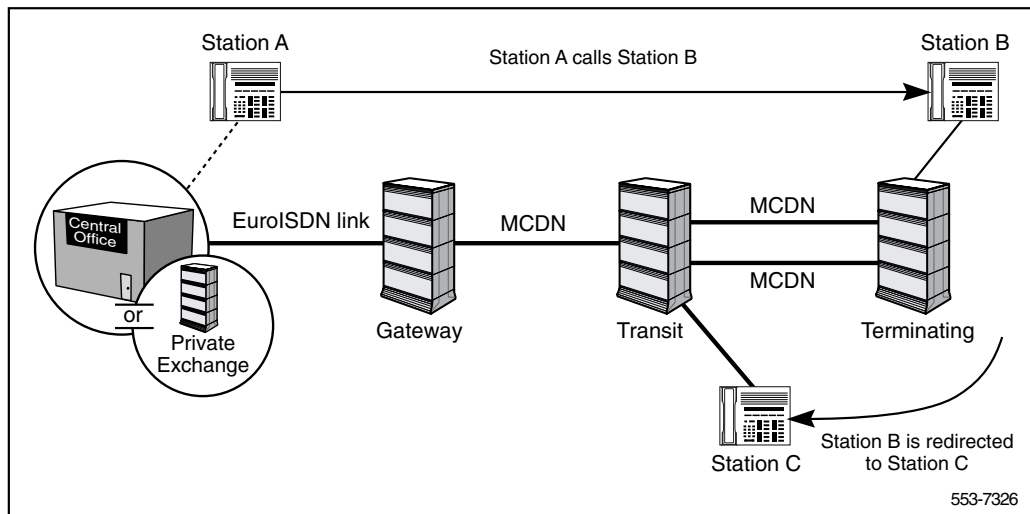 Station A
Station A calls Station B
Station B
Central
Office
EuroISDN link
MCDN
MCDN
MCDN
or
Private
Exchange
Gateway
Transit
Terminating
Station C
Station B is redirected
to Station C
553-7326